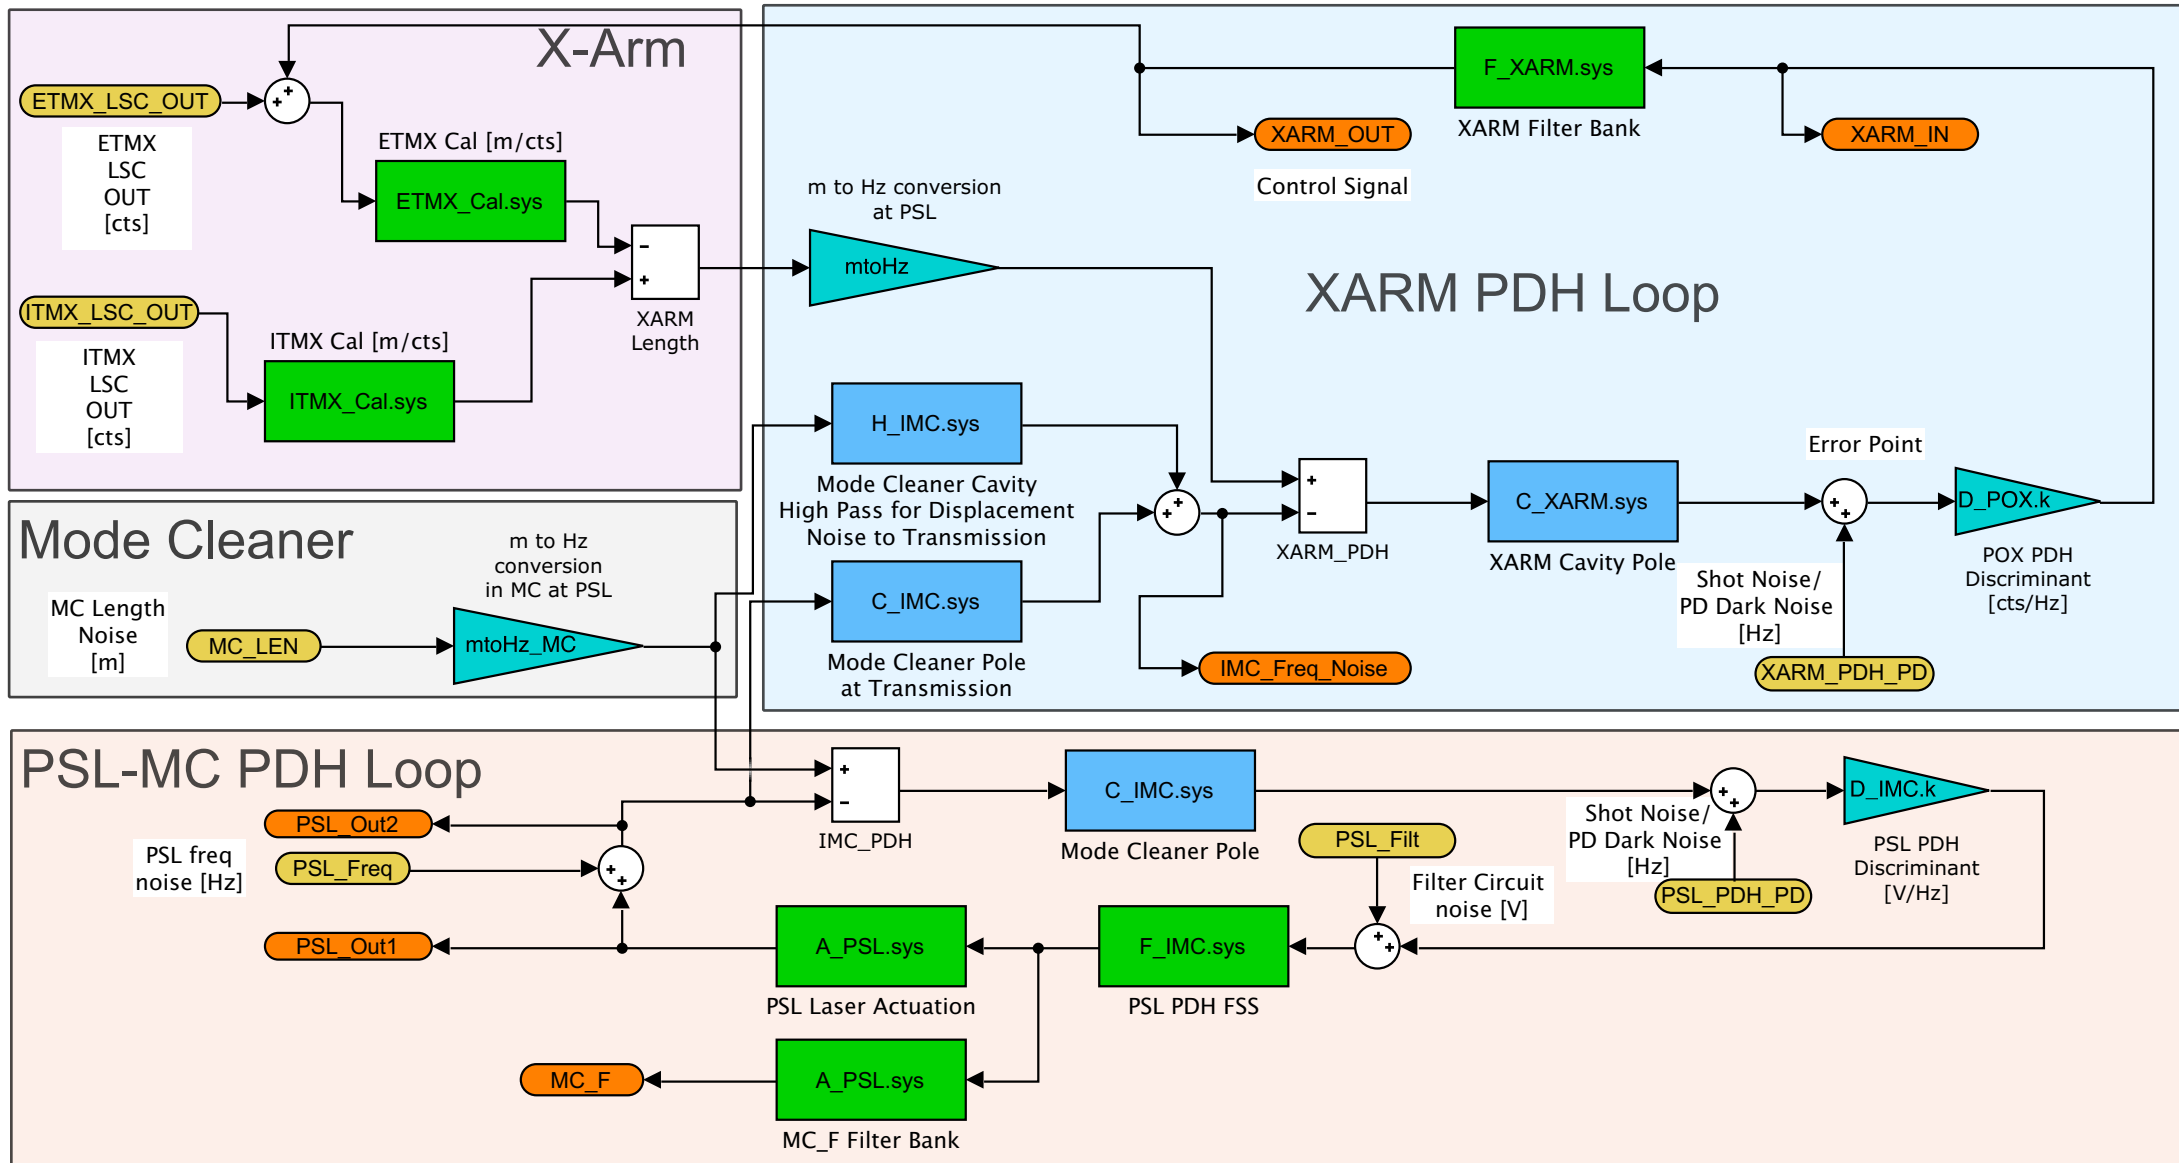 X-Arm
ETMX_LSC_OUT
ETMX
LSC
OUT
[cts]
ETMX Cal [m/cts]
ETMX_Cal.sys
ITMX_LSC_OUT
ITMX
LSC
OUT
[cts]
ITMX Cal [m/cts]
ITMX_Cal.sys
XARM
Length
F_XARM.sys
XARM Filter Bank
XARM_OUT
Control Signal
XARM_IN
m to Hz conversion
at PSL
mtoHz
XARM PDH Loop
H_IMC.sys
Mode Cleaner Cavity
High Pass for Displacement
Noise to Transmission
C_IMC.sys
Mode Cleaner Pole
at Transmission
XARM_PDH
IMC_Freq_Noise
C_XARM.sys
XARM Cavity Pole
Error Point
Shot Noise/
PD Dark Noise
[Hz]
XARM_PDH_PD
D_POX.k
POX PDH
Discriminant
[cts/Hz]
Mode Cleaner
m to Hz
conversion
in MC at PSL
MC Length
Noise
[m]
MC_LEN
mtoHz_MC
PSL-MC PDH Loop
PSL_Out2
PSL freq
noise [Hz]
PSL_Freq
PSL_Out1
IMC_PDH
C_IMC.sys
Mode Cleaner Pole
PSL_Filt
Filter Circuit
noise [V]
Shot Noise/
PD Dark Noise
[Hz]
PSL_PDH_PD
D_IMC.k
PSL PDH
Discriminant
[V/Hz]
A_PSL.sys
PSL Laser Actuation
F_IMC.sys
PSL PDH FSS
MC_F
A_PSL.sys
MC_F Filter Bank